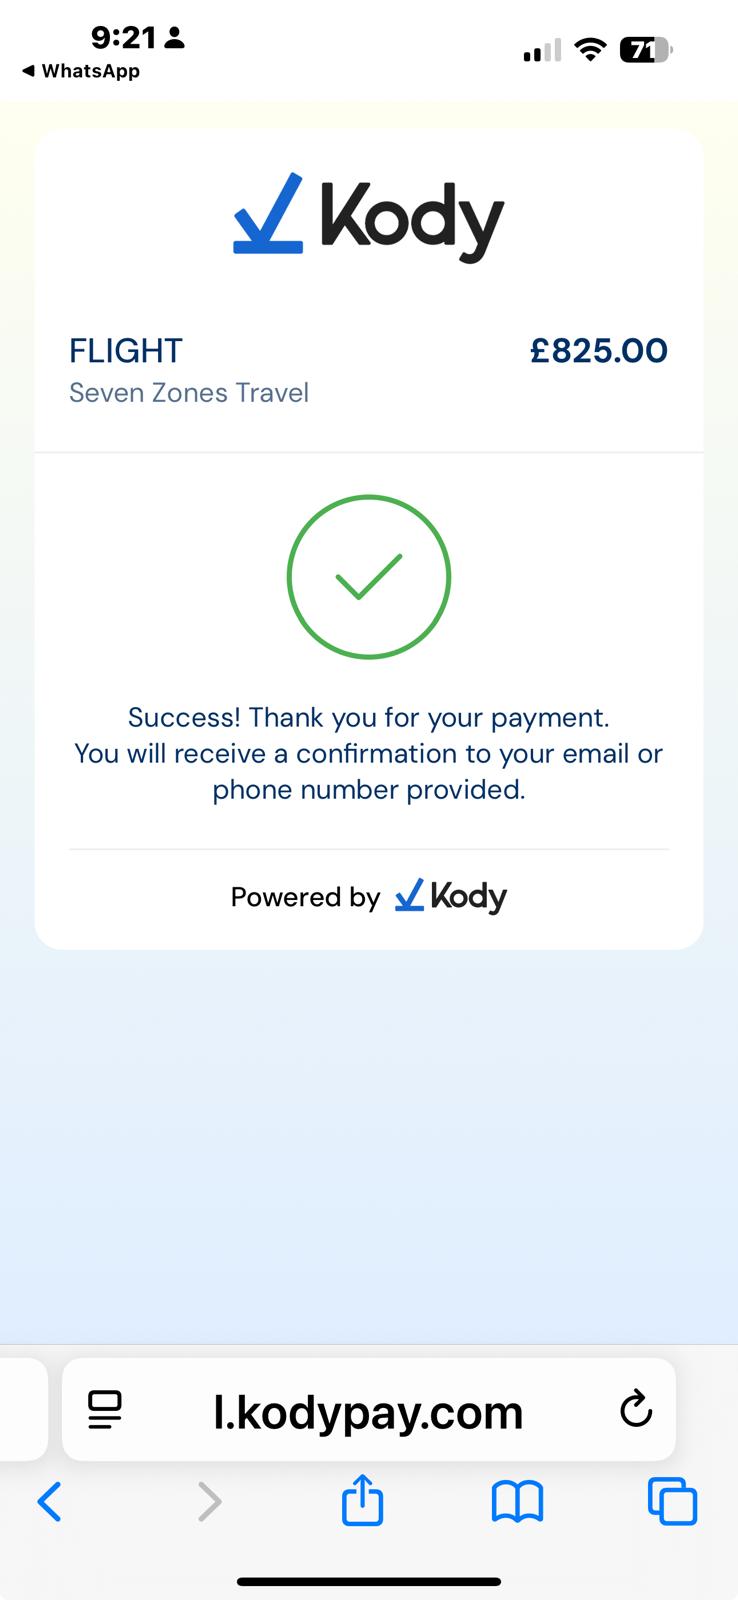 9:21
WhatsApp
71
Kody
FLIGHT £825.00
Seven Zones Travel
Success! Thank you for your payment.
You will receive a confirmation to your email or
phone number provided.
Powered by Kody
l.kodypay.com